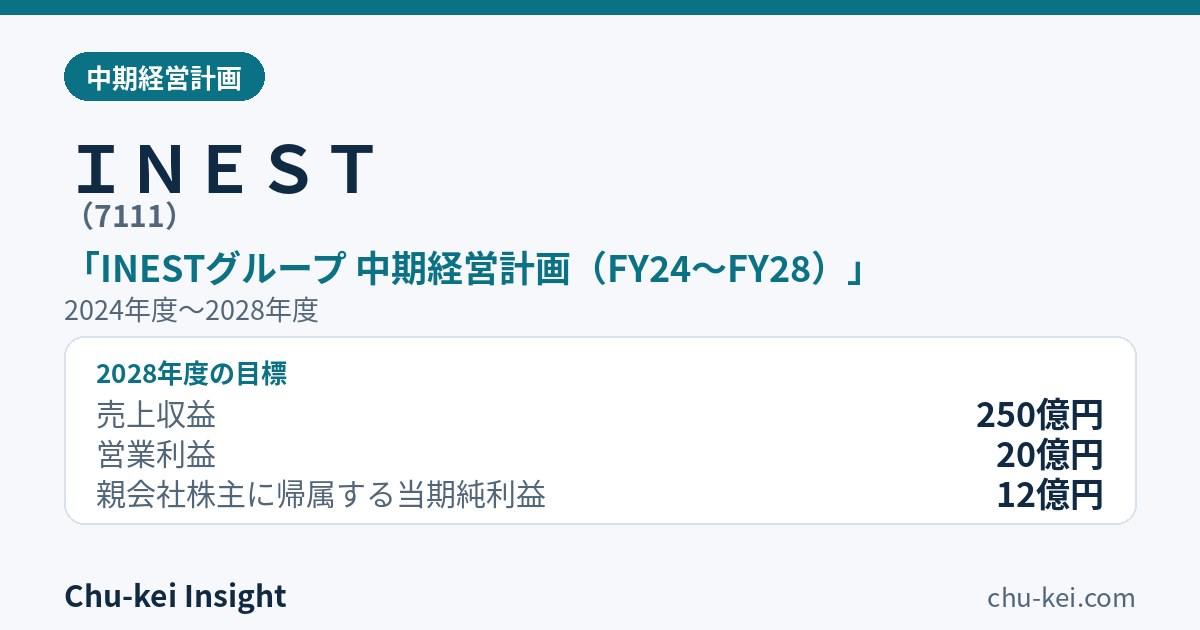 中期経営計画
ＩＮＥＳＴ
（7111）
「INESTグループ 中期経営計画（FY24〜FY28）」
2024年度〜2028年度
2028年度の目標
売上収益 250億円
営業利益 20億円
親会社株主に帰属する当期純利益 12億円
Chu-kei Insight
chu-kei.com